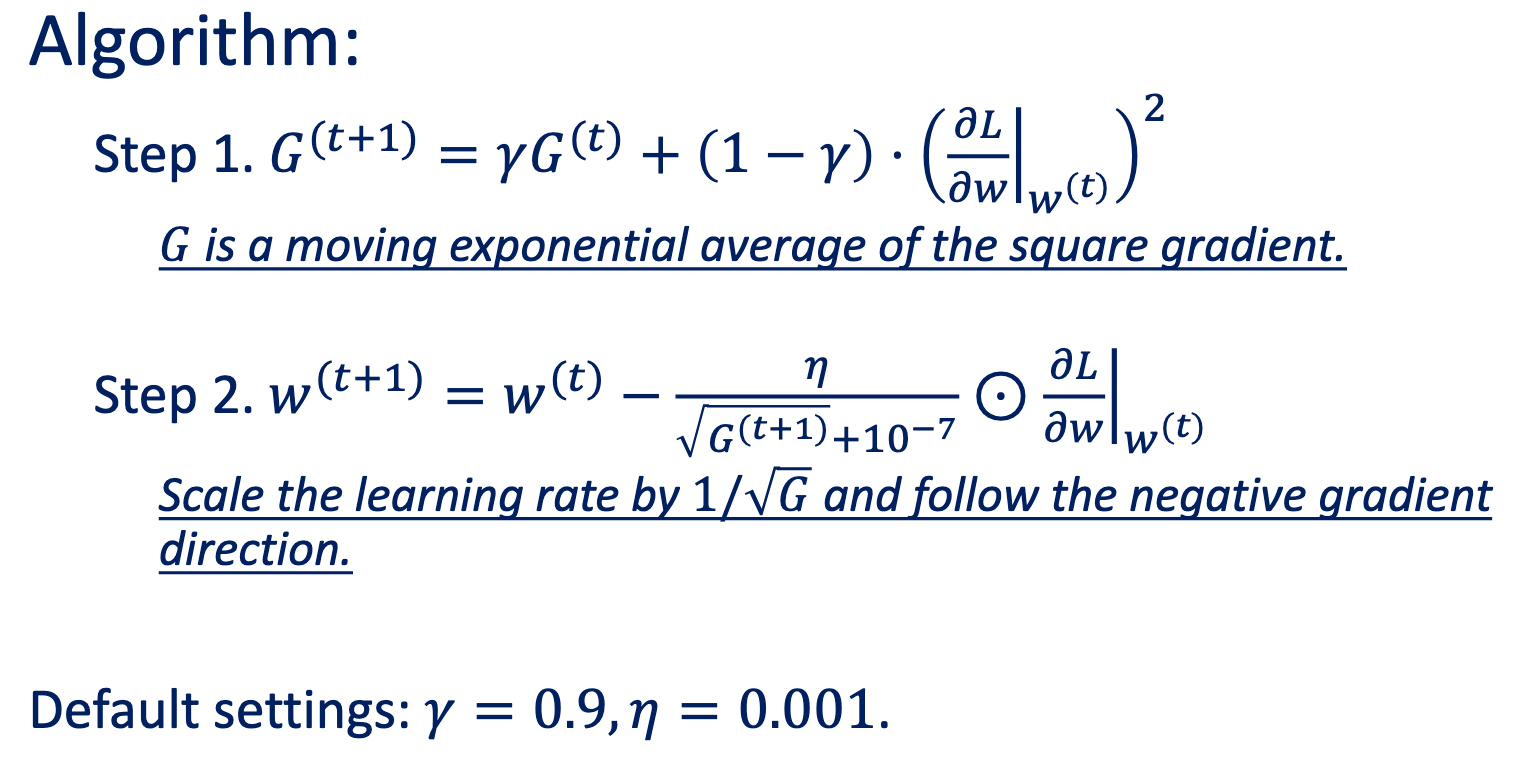 Algorithm:
Step 1. G^(t+1) = γG^(t) + (1 − γ) · (∂L/∂w|_w^(t))^2
G is a moving exponential average of the square gradient.
Step 2. w^(t+1) = w^(t) − η/(√G^(t+1)+10^−7) ⊙ ∂L/∂w|_w^(t)
Scale the learning rate by 1/√G and follow the negative gradient
direction.
Default settings: γ = 0.9, η = 0.001.